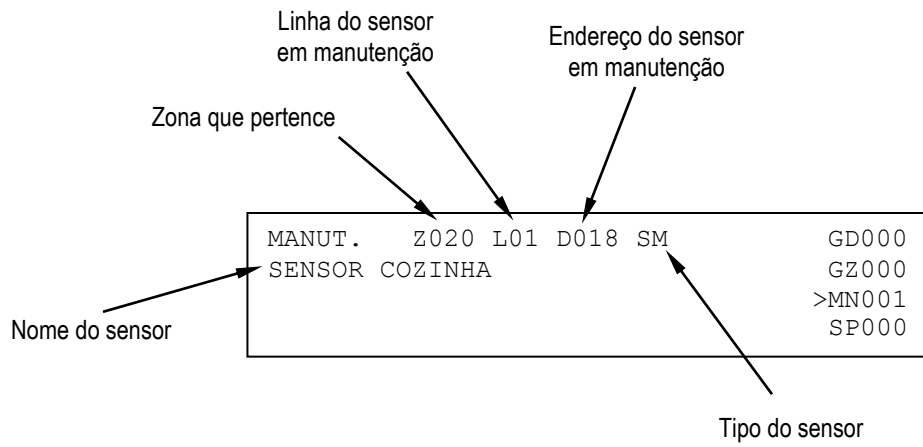 Linha do sensor
em manutenção
Endereço do sensor
em manutenção
Zona que pertence
MANUT. Z020 L01 D018 SM GD000
SENSOR COZINHA GZ000
>MN001
SP000
Nome do sensor
Tipo do sensor